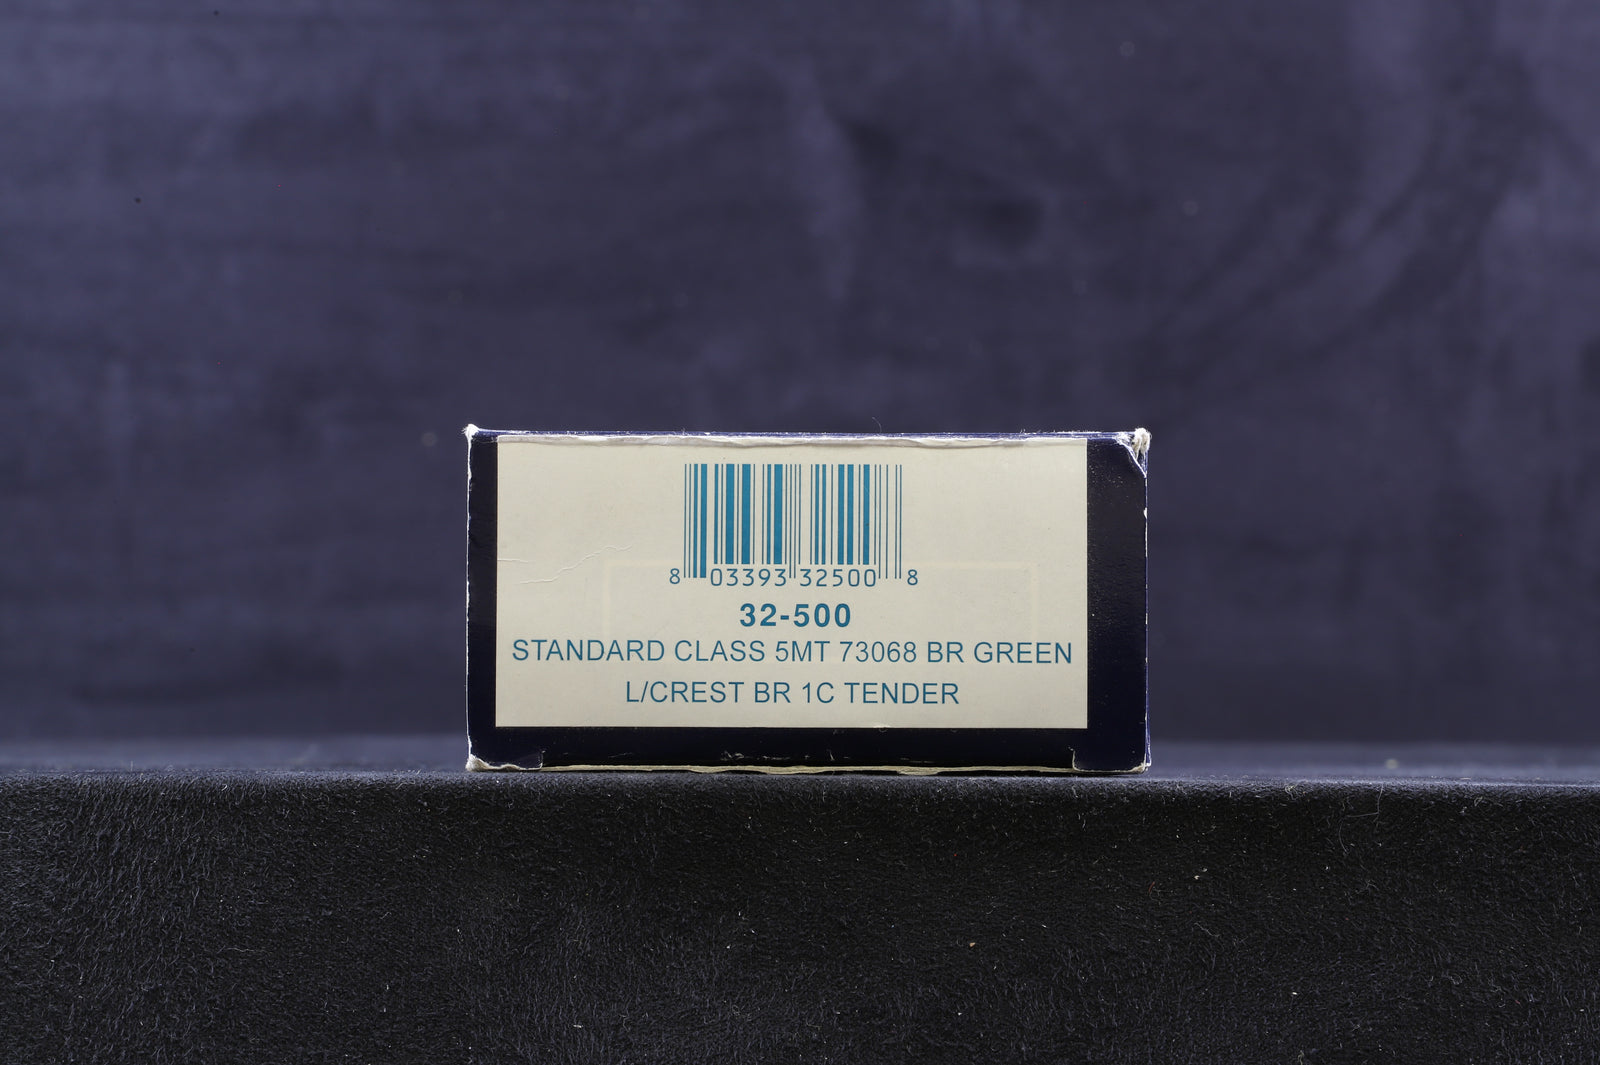 8 03393 32500 8
32-500
STANDARD CLASS 5MT 73068 BR GREEN
L/CREST BR 1C TENDER